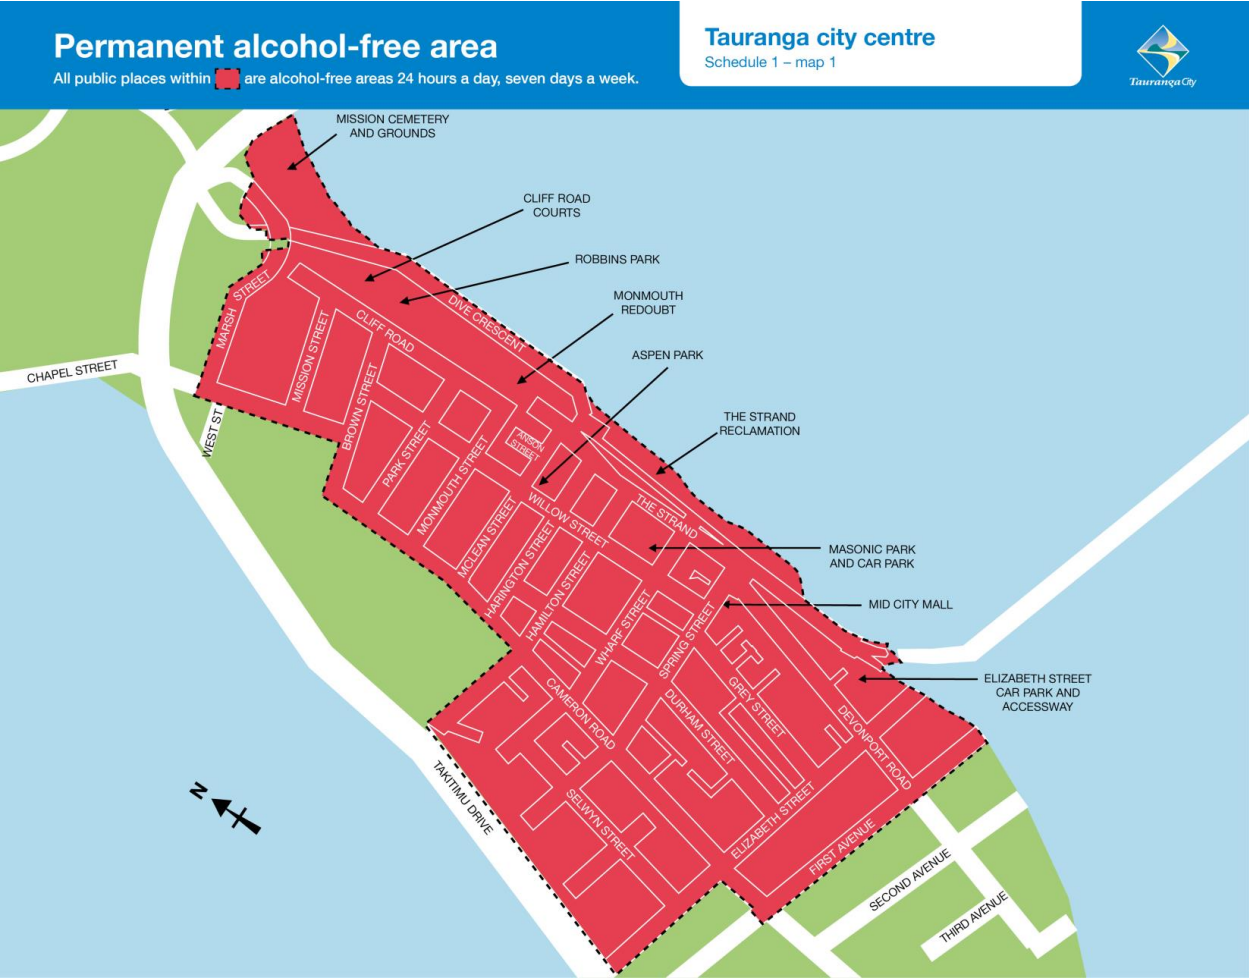 Permanent alcohol-free area
All public places within are alcohol-free areas 24 hours a day, seven days a week.
Tauranga city centre
Schedule 1 – map 1
Tauranga City
MISSION CEMETERY
AND GROUNDS
CLIFF ROAD
COURTS
ROBBINS PARK
MONMOUTH
REDOUBT
ASPEN PARK
THE STRAND
RECLAMATION
MASONIC PARK
AND CAR PARK
MID CITY MALL
ELIZABETH STREET
CAR PARK AND
ACCESSWAY
MARSH STREET
DIVE CRESCENT
CLIFF ROAD
MISSION STREET
CHAPEL STREET
BROWN STREET
WEST ST
PARK STREET
ANSON
STREET
MONMOUTH STREET
WILLOW STREET
THE STRAND
MCLEAN STREET
HARINGTON STREET
HAMILTON STREET
WHARF STREET
SPRING STREET
CAMERON ROAD
DURHAM STREET
GREY STREET
DEVONPORT ROAD
TAKITIMU DRIVE
SELWYN STREET
ELIZABETH STREET
FIRST AVENUE
SECOND AVENUE
THIRD AVENUE
N